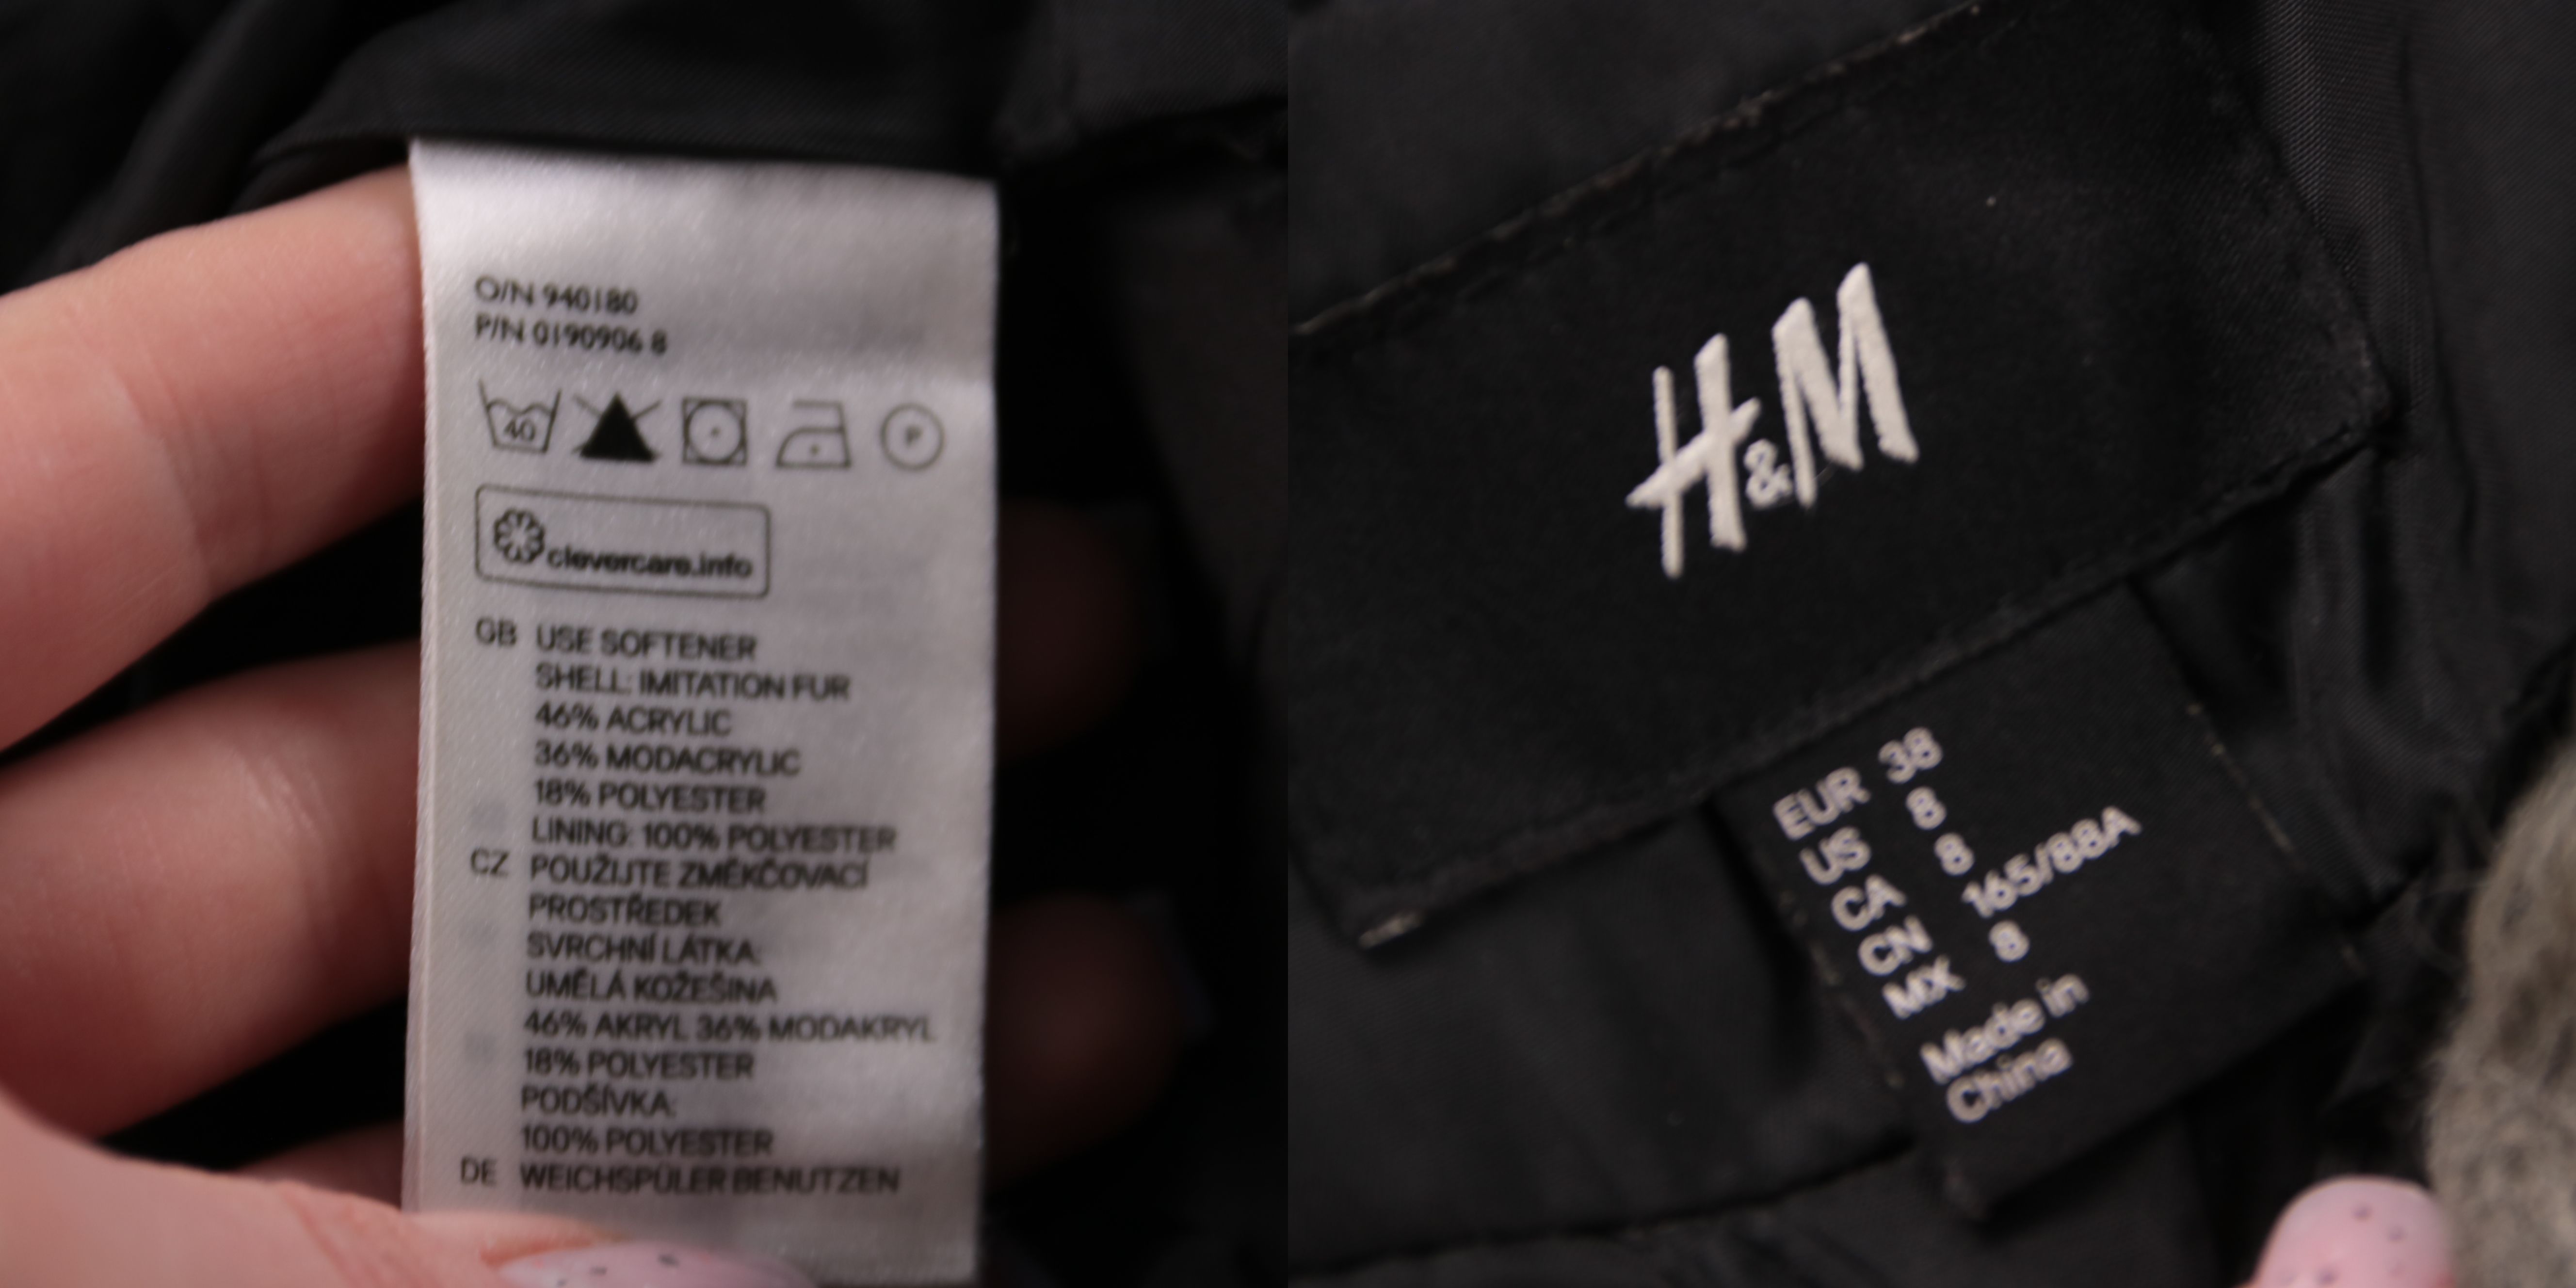 O/N 940180
P/N 0190906 8
40
P
clevercare.info
GB USE SOFTENER
SHELL: IMITATION FUR
46% ACRYLIC
36% MODACRYLIC
18% POLYESTER
LINING: 100% POLYESTER
CZ POUŽIJTE ZMĚKČOVACÍ
PROSTŘEDEK
SVRCHNÍ LÁTKA:
UMĚLÁ KOŽEŠINA
46% AKRYL 36% MODAKRYL
18% POLYESTER
PODŠÍVKA:
100% POLYESTER
DE WEICHSPÜLER BENUTZEN
H&M
EUR 38
US 8
CA 8
CN 165/88A
MX 8
Made in
China